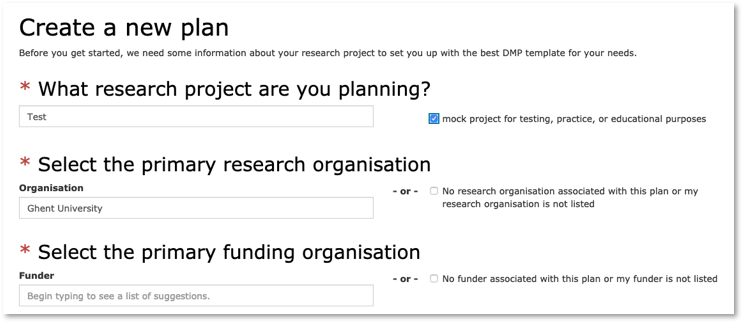 Create a new plan
Before you get started, we need some information about your research project to set you up with the best DMP template for your needs.
* What research project are you planning?
Test
mock project for testing, practice, or educational purposes
* Select the primary research organisation
Organisation
- or - No research organisation associated with this plan or my
research organisation is not listed
Ghent University
* Select the primary funding organisation
Funder
- or - No funder associated with this plan or my funder is not listed
Begin typing to see a list of suggestions.